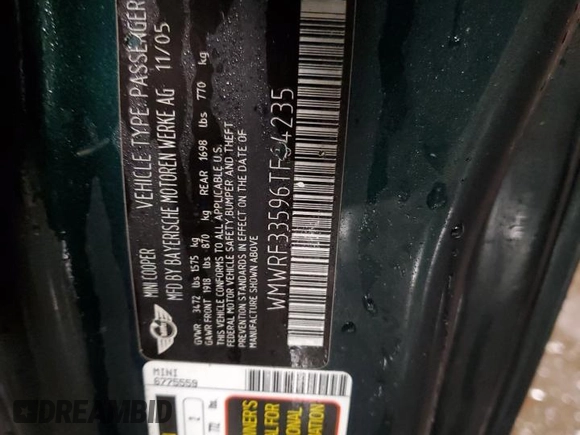 MINI COOPER VEHICLE TYPE: PASSENGER
MFD BY BAYERISCHE MOTOREN WERKE AG 11/05
GVWR 3472 lbs 1575 kg
GAWR FRONT 1918 lbs 870 kg REAR 1698 lbs 770 kg
THIS VEHICLE CONFORMS TO ALL APPLICABLE U.S.
FEDERAL MOTOR VEHICLE SAFETY, BUMPER AND THEFT
PREVENTION STANDARDS IN EFFECT ON THE DATE OF
MANUFACTURE SHOWN ABOVE
MINI
6775559
2
DREAMBID